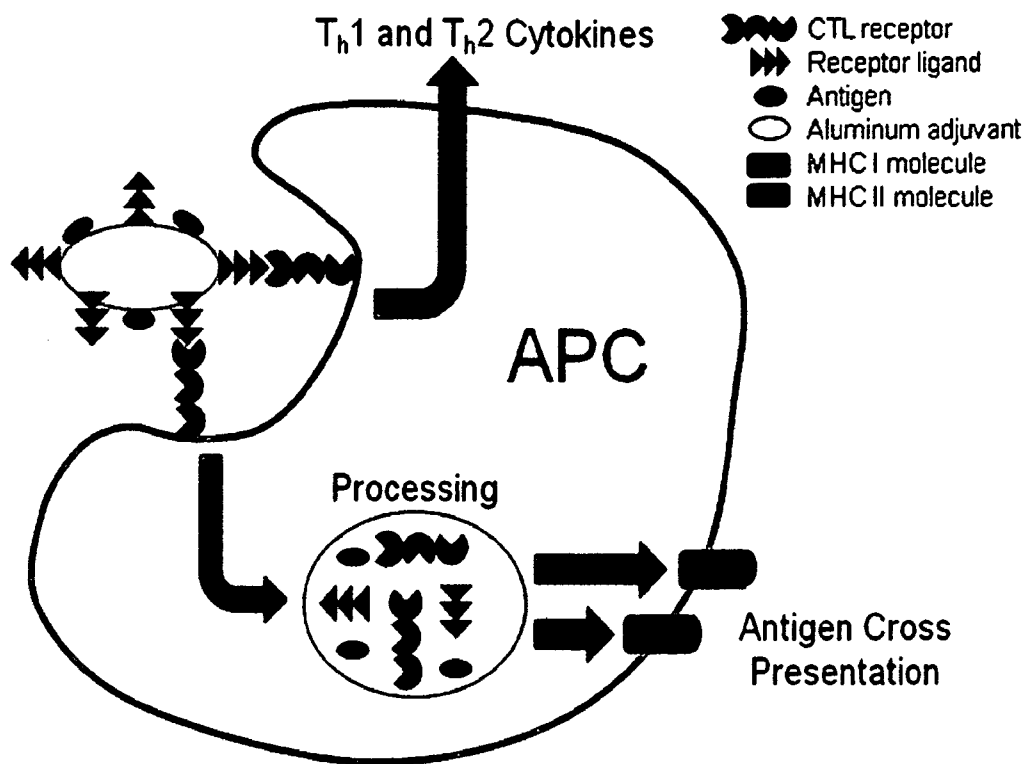 Th1 and Th2 Cytokines
CTL receptor
Receptor ligand
Antigen
Aluminum adjuvant
MHC I molecule
MHC II molecule
APC
Processing
Antigen Cross
Presentation